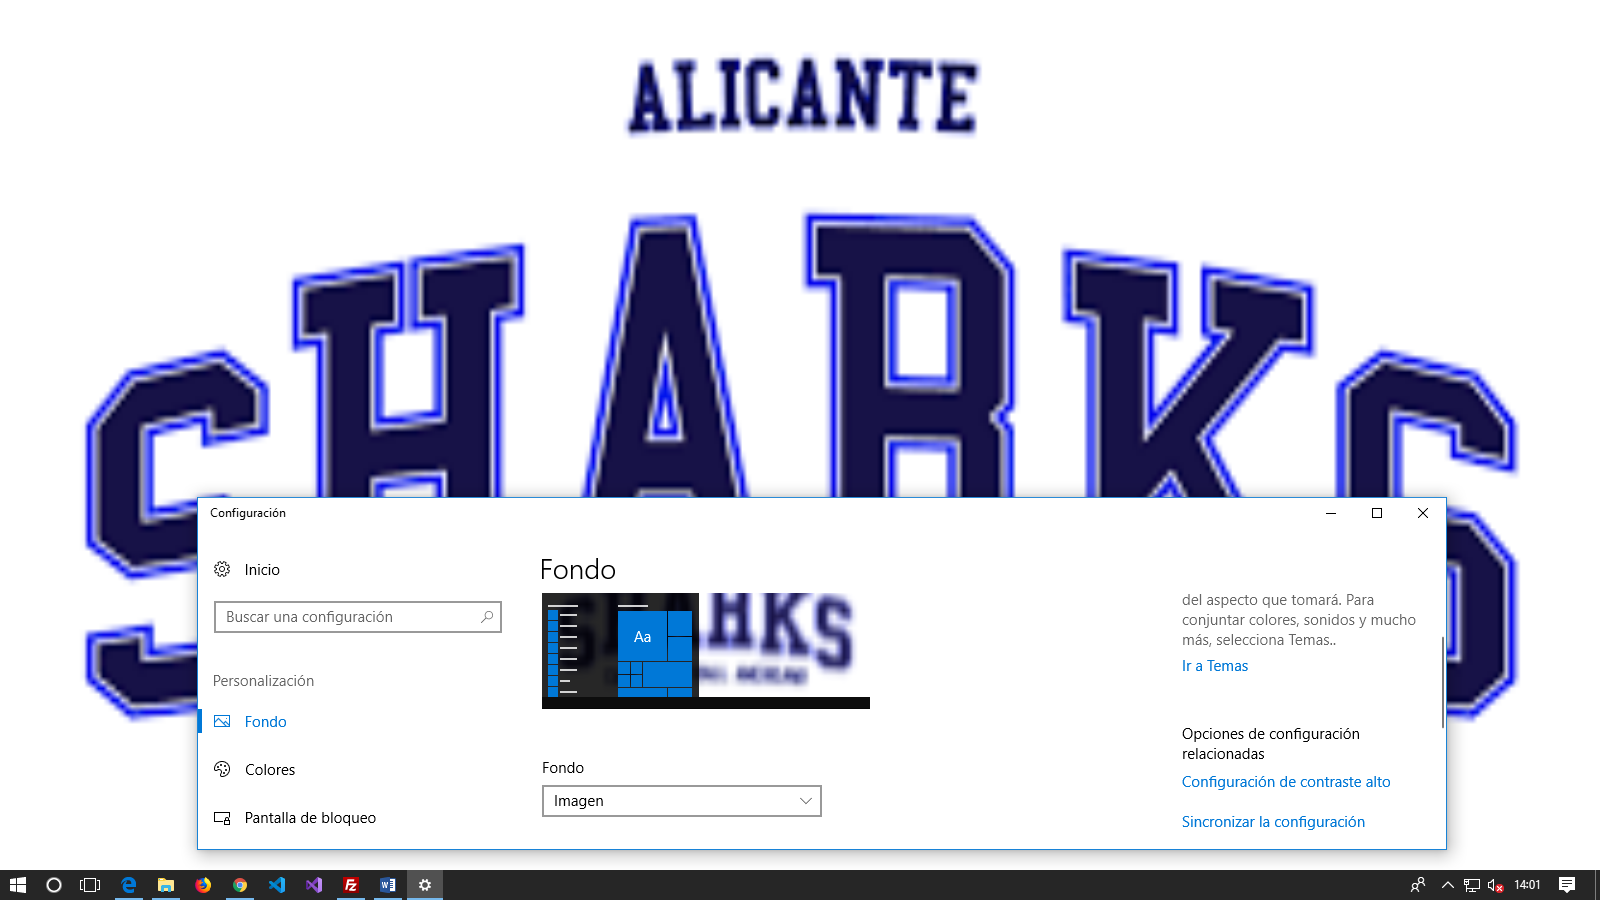 ALICANTE
SHARKS
Configuración
Inicio
Buscar una configuración
Personalización
Fondo
Colores
Pantalla de bloqueo
Fondo
SHARKS
Aa
Fondo
Imagen
del aspecto que tomará. Para
conjuntar colores, sonidos y mucho
más, selecciona Temas..
Ir a Temas
Opciones de configuración
relacionadas
Configuración de contraste alto
Sincronizar la configuración
14:01